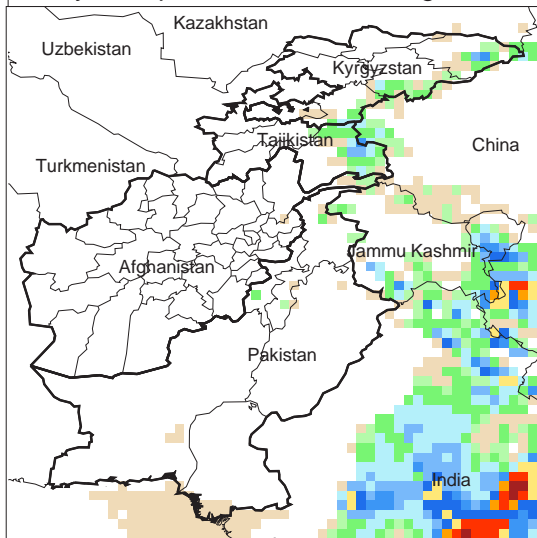 Kazakhstan
Uzbekistan
Kyrgyzstan
Tajikistan
China
Turkmenistan
Jammu Kashmir
Afghanistan
Pakistan
India